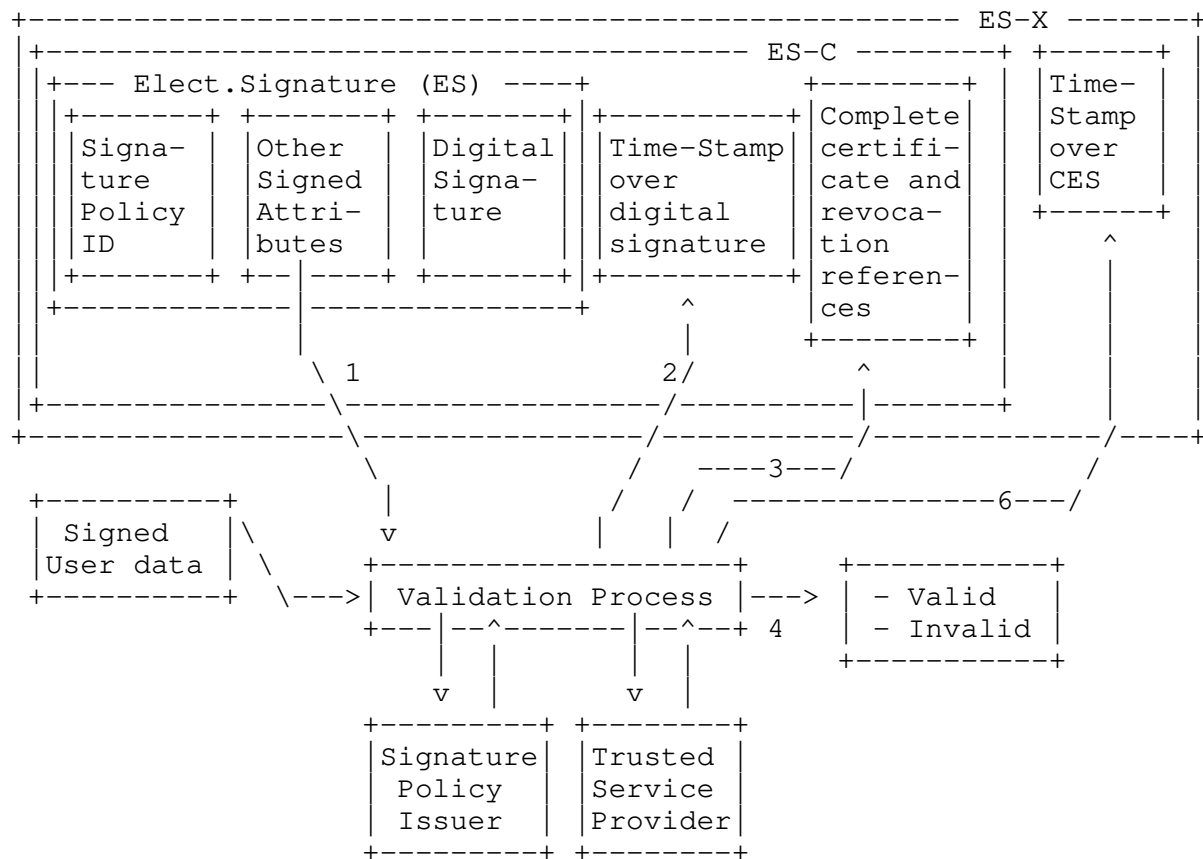 ES-X
ES-C
Elect.Signature (ES)
Signa-
ture
Policy
ID
Other
Signed
Attri-
butes
Digital
Signa-
ture
Time-Stamp
over
digital
signature
Complete
certifi-
cate and
revoca-
tion
referen-
ces
Time-
Stamp
over
CES
1
2
3
6
Signed
User data
Validation Process
4
- Valid
- Invalid
Signature
Policy
Issuer
Trusted
Service
Provider